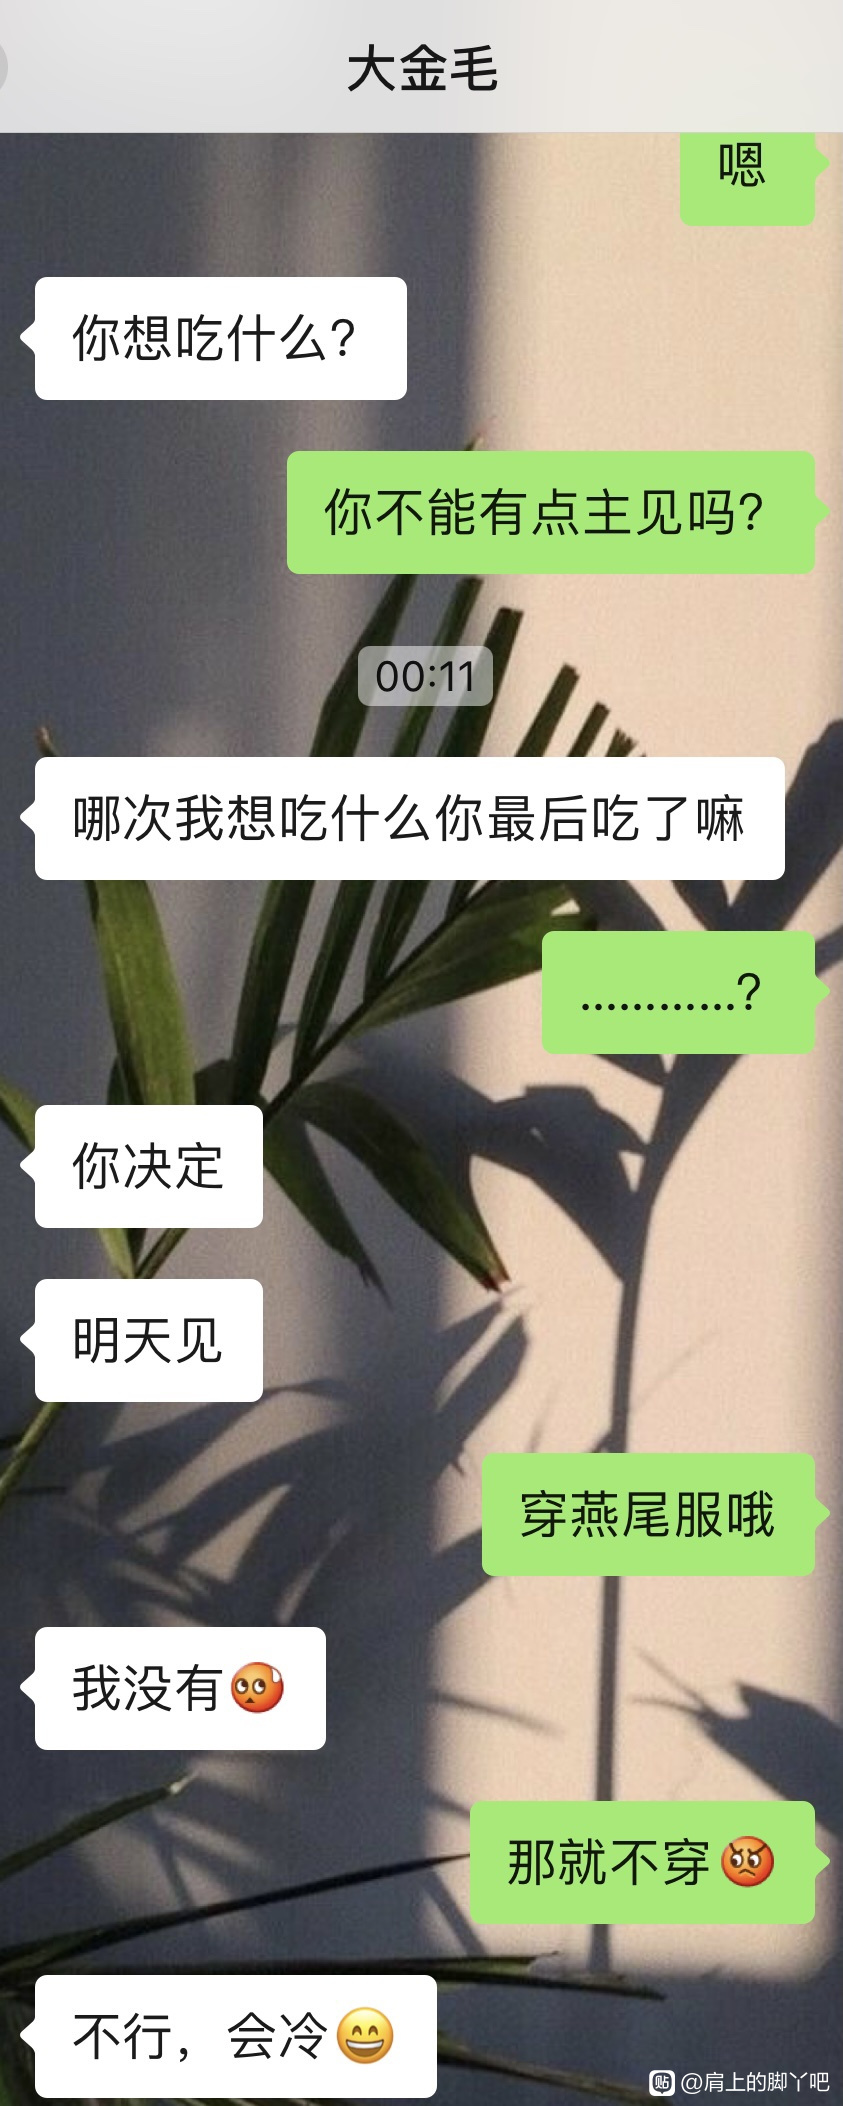 大金毛
嗯
你想吃什么?
你不能有点主见吗?
00:11
哪次我想吃什么你最后吃了嘛
…………?
你决定
明天见
穿燕尾服哦
我没有
那就不穿
不行，会冷😄
贴 @肩上的脚丫吧